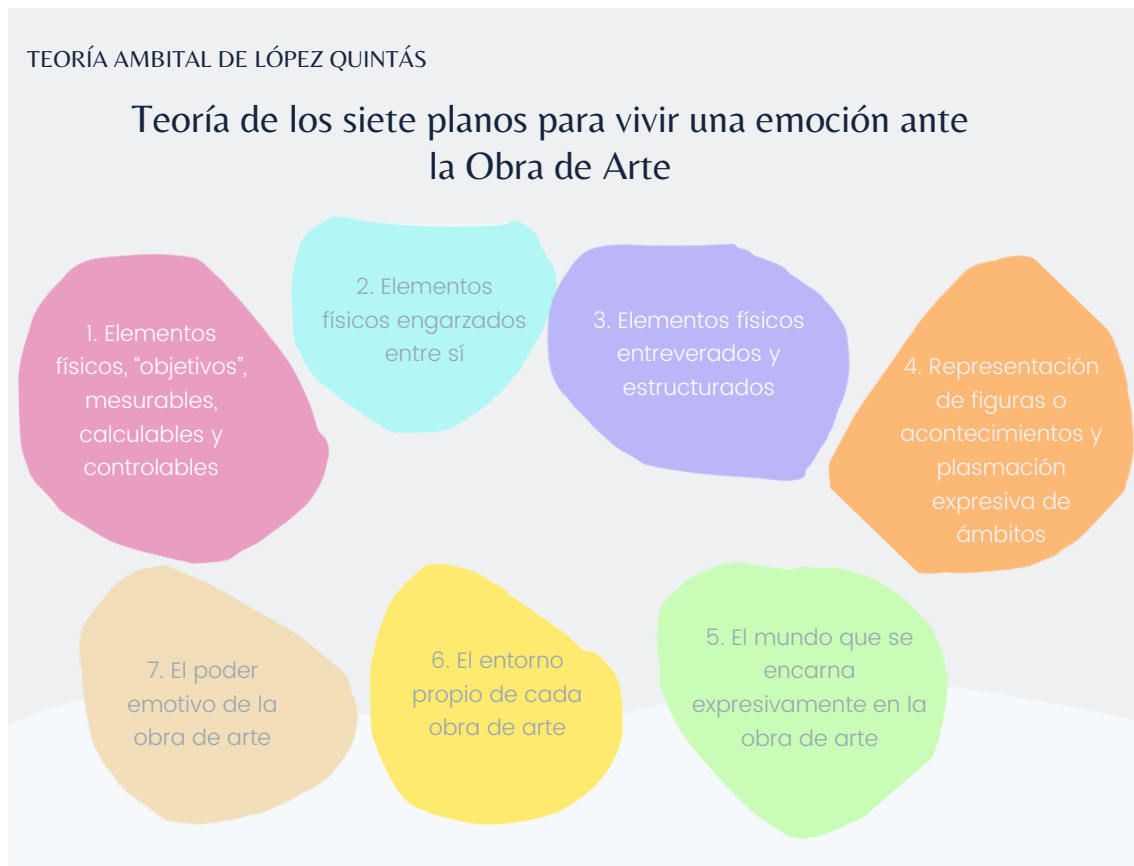 TEORÍA AMBITAL DE LÓPEZ QUINTÁS
Teoría de los siete planos para vivir una emoción ante
la Obra de Arte
1. Elementos
físicos, “objetivos”,
mesurables,
calculables y
controlables
2. Elementos
físicos engarzados
entre sí
3. Elementos físicos
entreverados y
estructurados
4. Representación
de figuras o
acontecimientos y
plasmación
expresiva de
ámbitos
5. El mundo que se
encarna
expresivamente en la
obra de arte
6. El entorno
propio de cada
obra de arte
7. El poder
emotivo de la
obra de arte